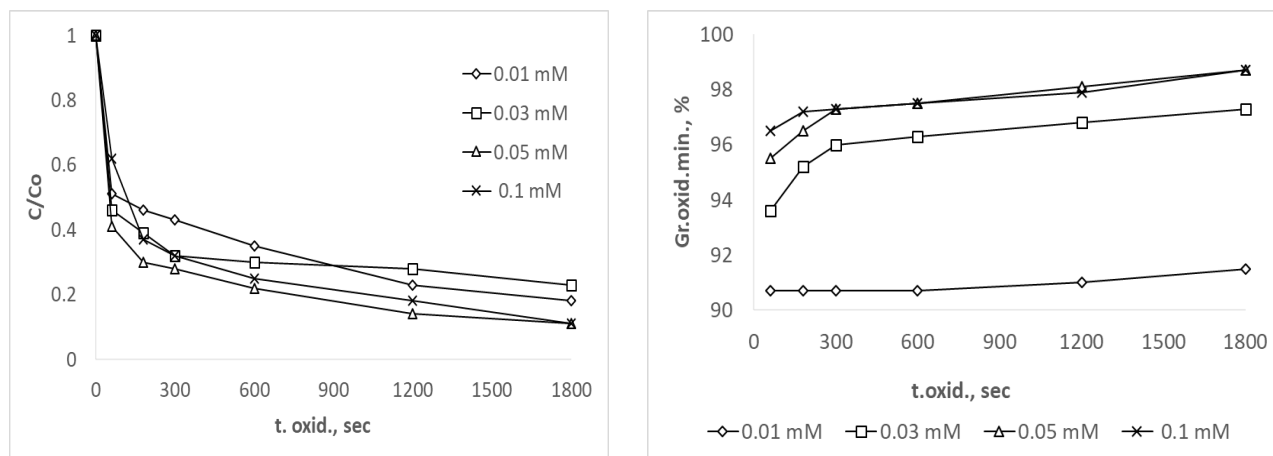 1
0.8
0.6
0.4
0.2
0
C/Co
0 300 600 900 1200 1500 1800
t. oxid., sec
0.01 mM
0.03 mM
0.05 mM
0.1 mM
100
98
96
94
92
90
Gr.oxid.min., %
0 300 600 900 1200 1500 1800
t.oxid., sec
0.01 mM 0.03 mM 0.05 mM 0.1 mM